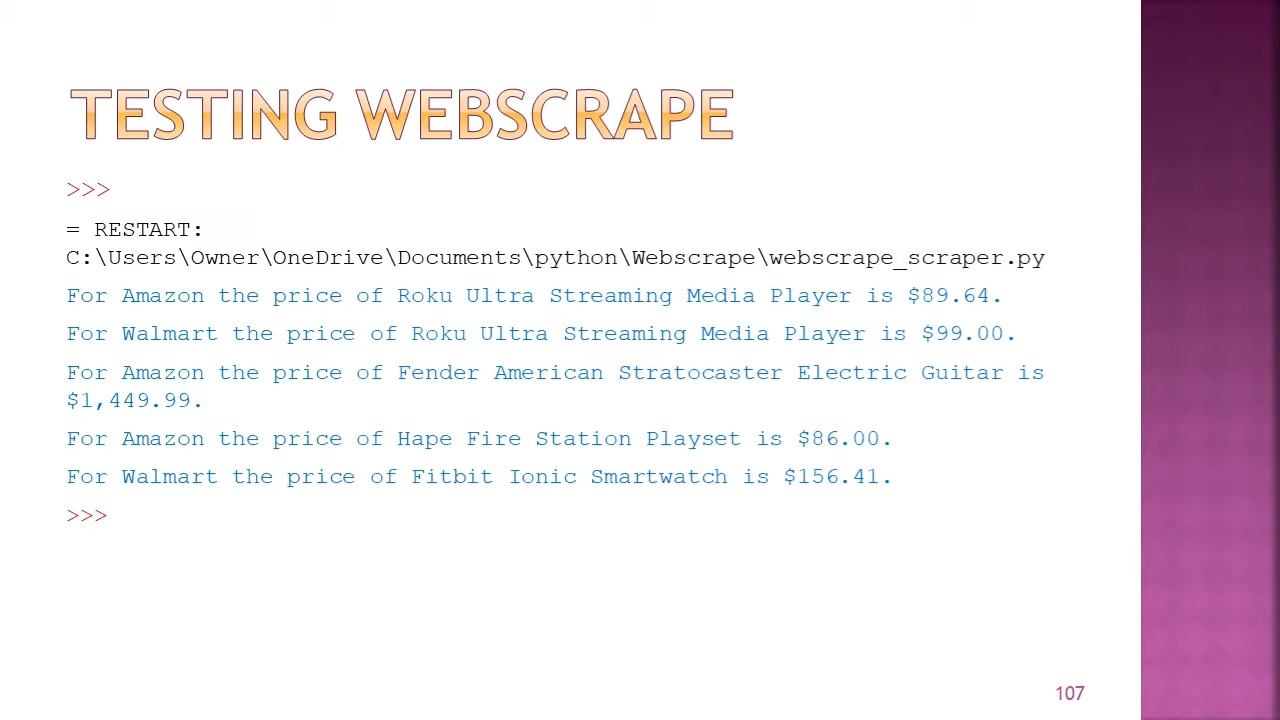 TESTING WEBSCRAPE
>>>
= RESTART:
C:\Users\Owner\OneDrive\Documents\python\Webscrape\webscrape_scraper.py
For Amazon the price of Roku Ultra Streaming Media Player is $89.64.
For Walmart the price of Roku Ultra Streaming Media Player is $99.00.
For Amazon the price of Fender American Stratocaster Electric Guitar is
$1,449.99.
For Amazon the price of Hape Fire Station Playset is $86.00.
For Walmart the price of Fitbit Ionic Smartwatch is $156.41.
>>>
107